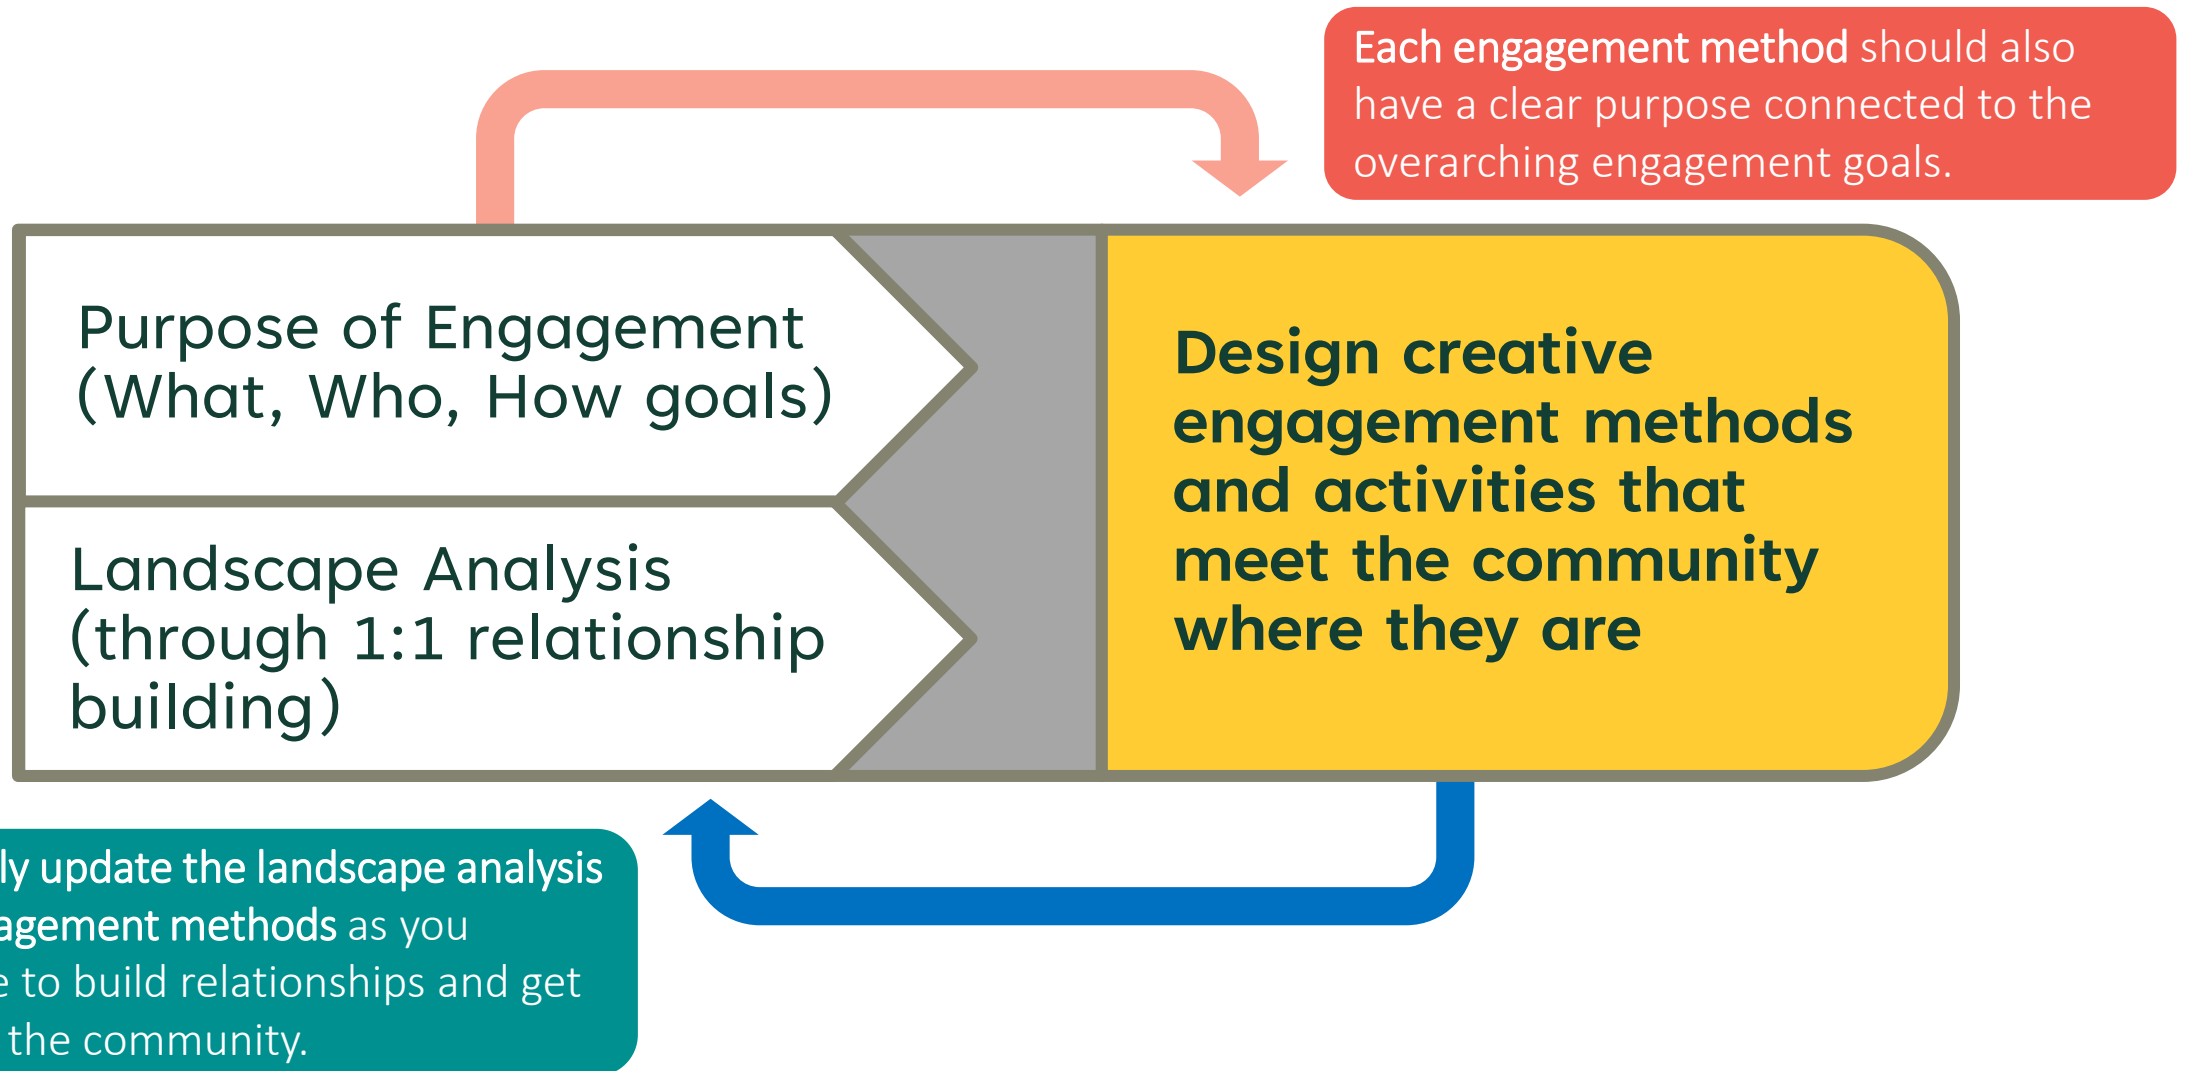 Each engagement method should also
have a clear purpose connected to the
overarching engagement goals.
Purpose of Engagement
(What, Who, How goals)
Landscape Analysis
(through 1:1 relationship
building)
Design creative
engagement methods
and activities that
meet the community
where they are
update the landscape analysis
methods as you
to build relationships and get
the community.